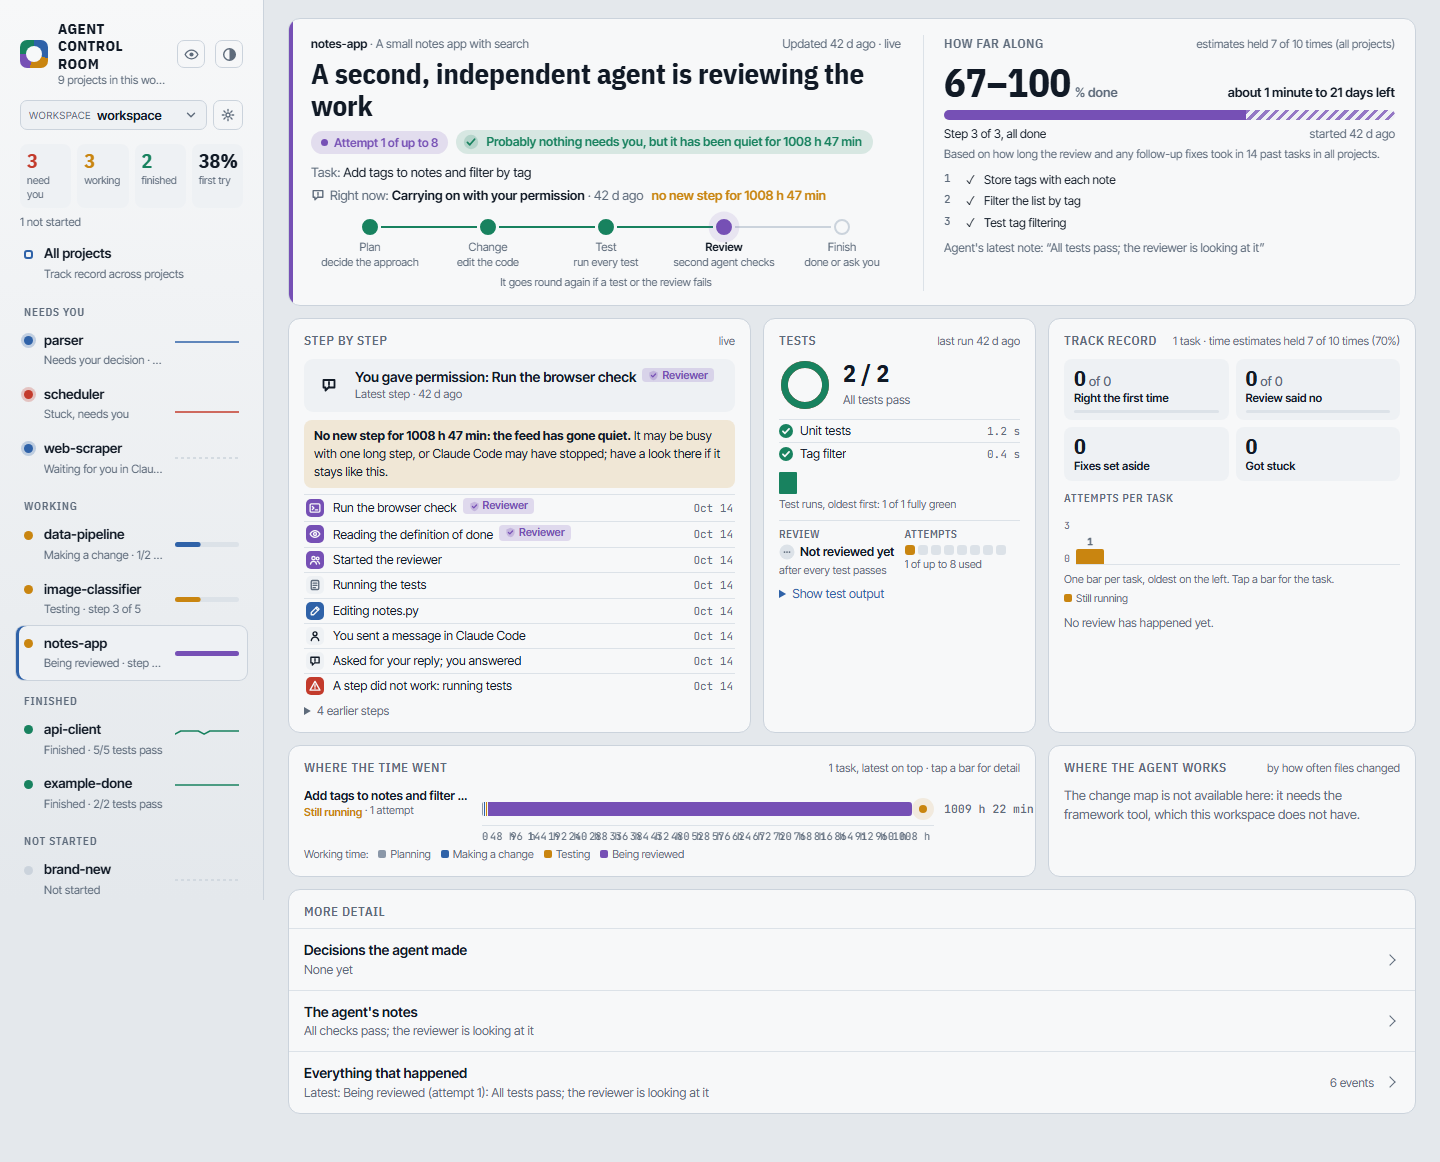 AGENT
CONTROL
ROOM
9 projects in this wo...
WORKSPACE workspace
3 need you
3 working
2 finished
38% first try
1 not started
All projects
Track record across projects
NEEDS YOU
parser
Needs your decision · ...
scheduler
Stuck, needs you
web-scraper
Waiting for you in Clau...
WORKING
data-pipeline
Making a change · 1/2 ...
image-classifier
Testing · step 3 of 5
notes-app
Being reviewed · step ...
FINISHED
api-client
Finished · 5/5 tests pass
example-done
Finished · 2/2 tests pass
NOT STARTED
brand-new
Not started
notes-app · A small notes app with search
Updated 42 d ago · live
A second, independent agent is reviewing the
work
Attempt 1 of up to 8
Probably nothing needs you, but it has been quiet for 1008 h 47 min
Task: Add tags to notes and filter by tag
Right now: Carrying on with your permission · 42 d ago no new step for 1008 h 47 min
Plan
decide the approach
Change
edit the code
Test
run every test
Review
second agent checks
Finish
done or ask you
It goes round again if a test or the review fails
HOW FAR ALONG
estimates held 7 of 10 times (all projects)
67–100 % done
about 1 minute to 21 days left
Step 3 of 3, all done
started 42 d ago
Based on how long the review and any follow-up fixes took in 14 past tasks in all projects.
1 ✓ Store tags with each note
2 ✓ Filter the list by tag
3 ✓ Test tag filtering
Agent's latest note: “All tests pass; the reviewer is looking at it”
STEP BY STEP
live
You gave permission: Run the browser check Reviewer
Latest step · 42 d ago
No new step for 1008 h 47 min: the feed has gone quiet. It may be busy
with one long step, or Claude Code may have stopped; have a look there if it
stays like this.
Run the browser check Reviewer Oct 14
Reading the definition of done Reviewer Oct 14
Started the reviewer Oct 14
Running the tests Oct 14
Editing notes.py Oct 14
You sent a message in Claude Code Oct 14
Asked for your reply; you answered Oct 14
A step did not work: running tests Oct 14
4 earlier steps
TESTS
last run 42 d ago
2 / 2
All tests pass
Unit tests 1.2 s
Tag filter 0.4 s
Test runs, oldest first: 1 of 1 fully green
REVIEW
Not reviewed yet
after every test passes
ATTEMPTS
1 of up to 8 used
Show test output
TRACK RECORD
1 task · time estimates held 7 of 10 times (70%)
0 of 0
Right the first time
0 of 0
Review said no
0
Fixes set aside
0
Got stuck
ATTEMPTS PER TASK
3
1
0
One bar per task, oldest on the left. Tap a bar for the task.
Still running
No review has happened yet.
WHERE THE TIME WENT
1 task, latest on top · tap a bar for detail
Add tags to notes and filter ...
Still running · 1 attempt
1009 h 22 min
Working time: Planning Making a change Testing Being reviewed
WHERE THE AGENT WORKS
by how often files changed
The change map is not available here: it needs the
framework tool, which this workspace does not have.
MORE DETAIL
Decisions the agent made
None yet
The agent's notes
All checks pass; the reviewer is looking at it
Everything that happened
Latest: Being reviewed (attempt 1): All tests pass; the reviewer is looking at it
6 events